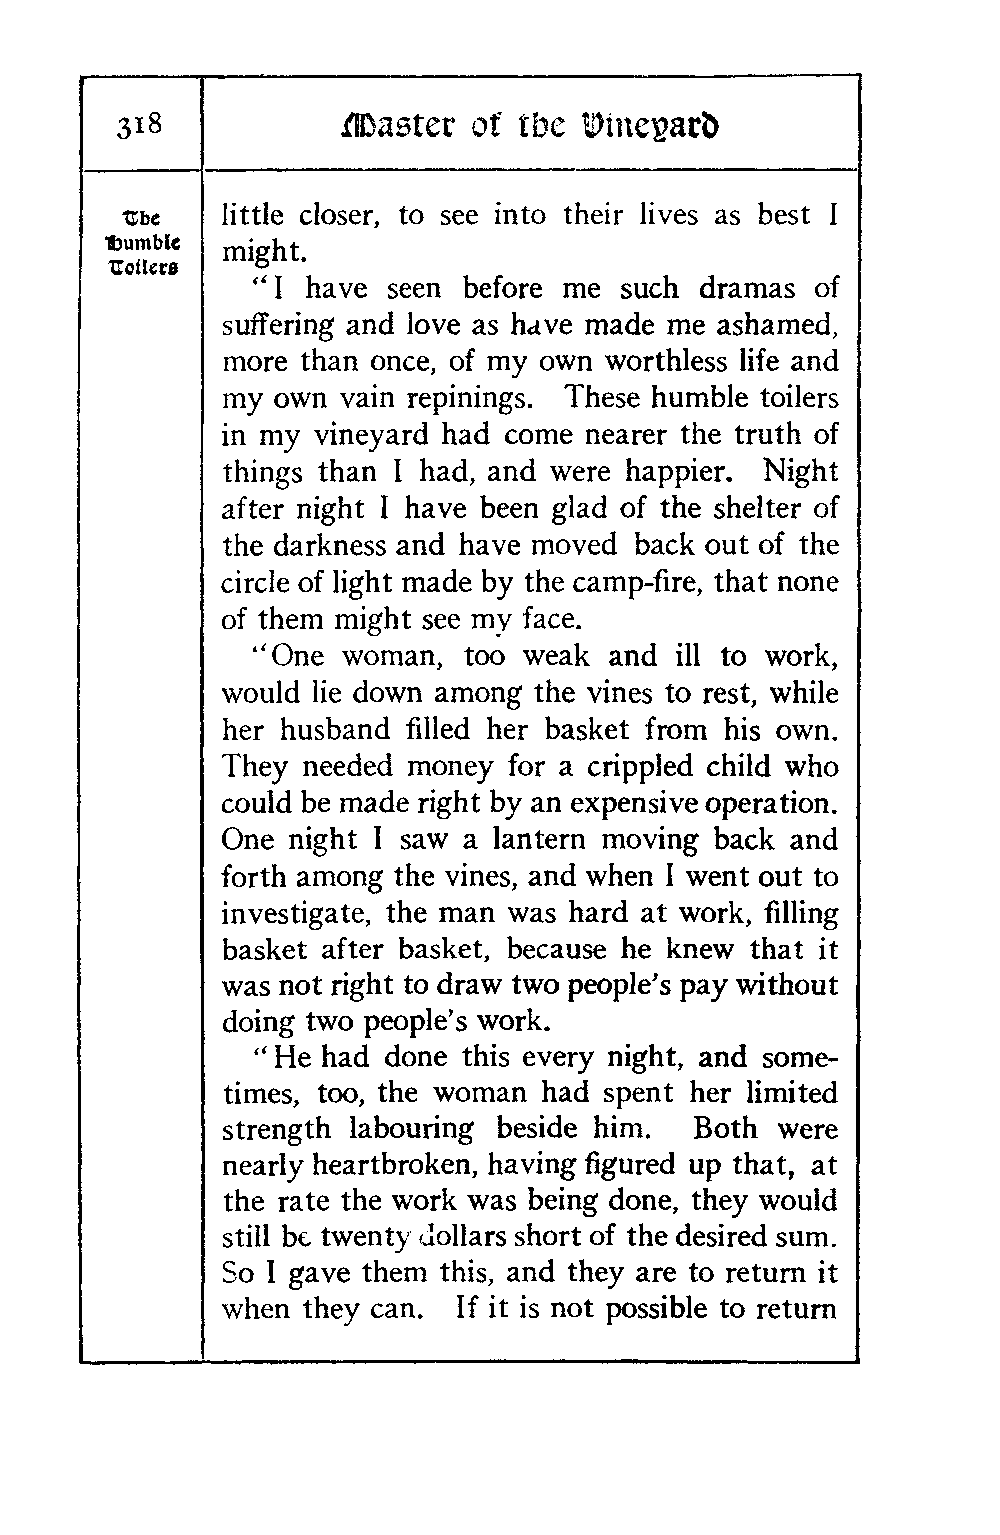 318
Master of the Vineyard
The
Humble
Toilers
little closer, to see into their lives as best I
might.
"I have seen before me such dramas of
suffering and love as have made me ashamed,
more than once, of my own worthless life and
my own vain repinings. These humble toilers
in my vineyard had come nearer the truth of
things than I had, and were happier. Night
after night I have been glad of the shelter of
the darkness and have moved back out of the
circle of light made by the camp-fire, that none
of them might see my face.
"One woman, too weak and ill to work,
would lie down among the vines to rest, while
her husband filled her basket from his own.
They needed money for a crippled child who
could be made right by an expensive operation.
One night I saw a lantern moving back and
forth among the vines, and when I went out to
investigate, the man was hard at work, filling
basket after basket, because he knew that it
was not right to draw two people's pay without
doing two people's work.
"He had done this every night, and some-
times, too, the woman had spent her limited
strength labouring beside him. Both were
nearly heartbroken, having figured up that, at
the rate the work was being done, they would
still be twenty dollars short of the desired sum.
So I gave them this, and they are to return it
when they can. If it is not possible to return